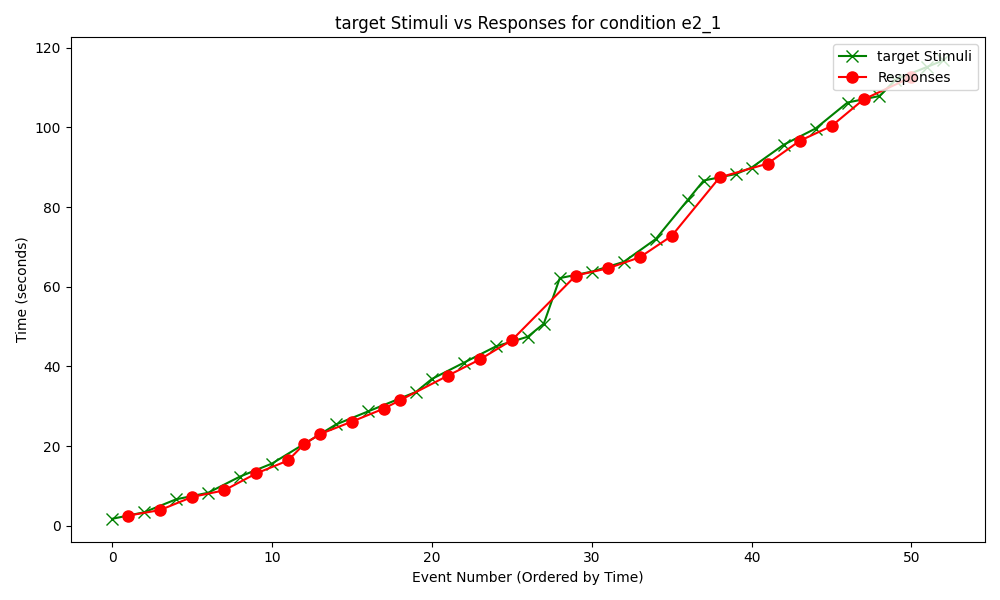 target Stimuli vs Responses for condition e2_1
target Stimuli
Responses
Time (seconds)
120
100
80
60
40
20
0
0 10 20 30 40 50
Event Number (Ordered by Time)